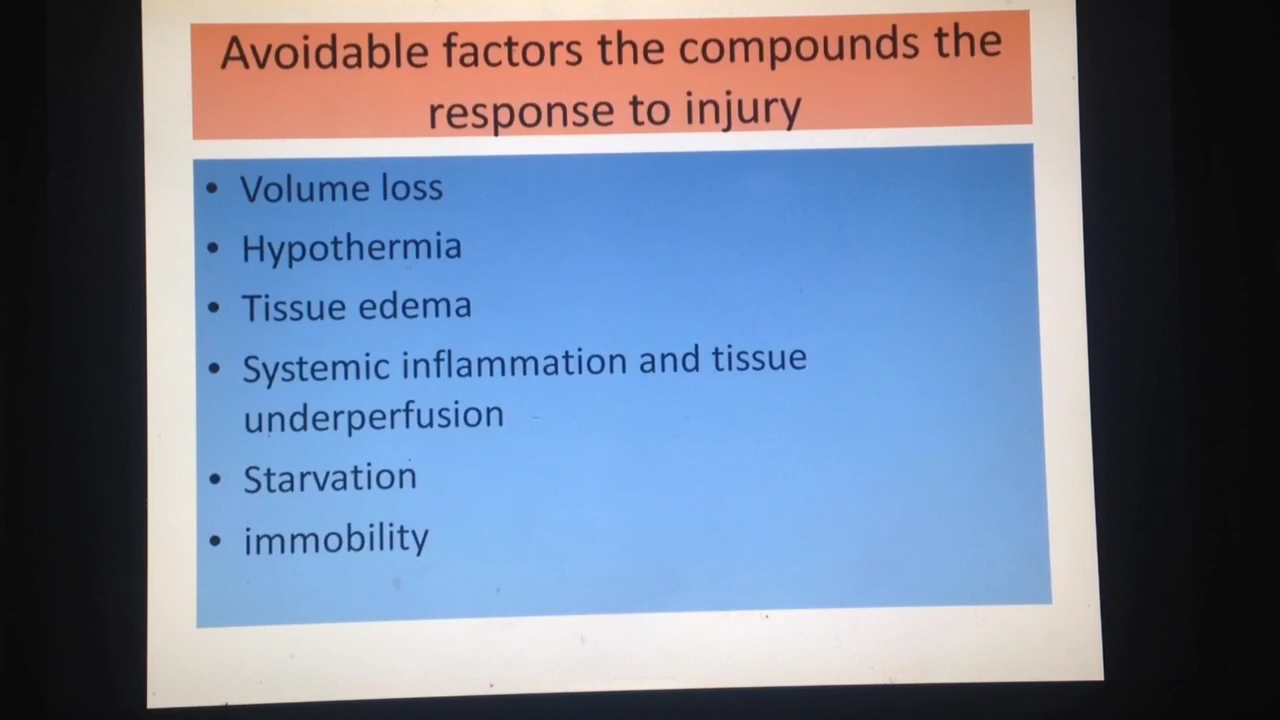 Avoidable factors the compounds the
response to injury
• Volume loss
• Hypothermia
• Tissue edema
• Systemic inflammation and tissue
underperfusion
• Starvation
• immobility